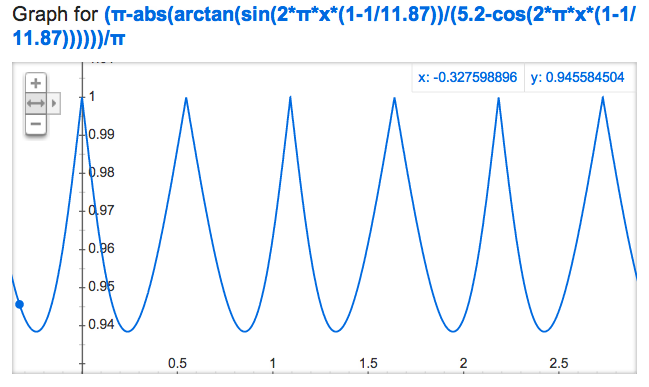 Graph for (π-abs(arctan(sin(2*π*x*(1-1/11.87))/(5.2-cos(2*π*x*(1-1/
11.87))))))/π
x: -0.327598896 y: 0.945584504
+
1
−
0.99
0.98
0.97
0.96
0.95
0.94
0.5 1 1.5 2 2.5